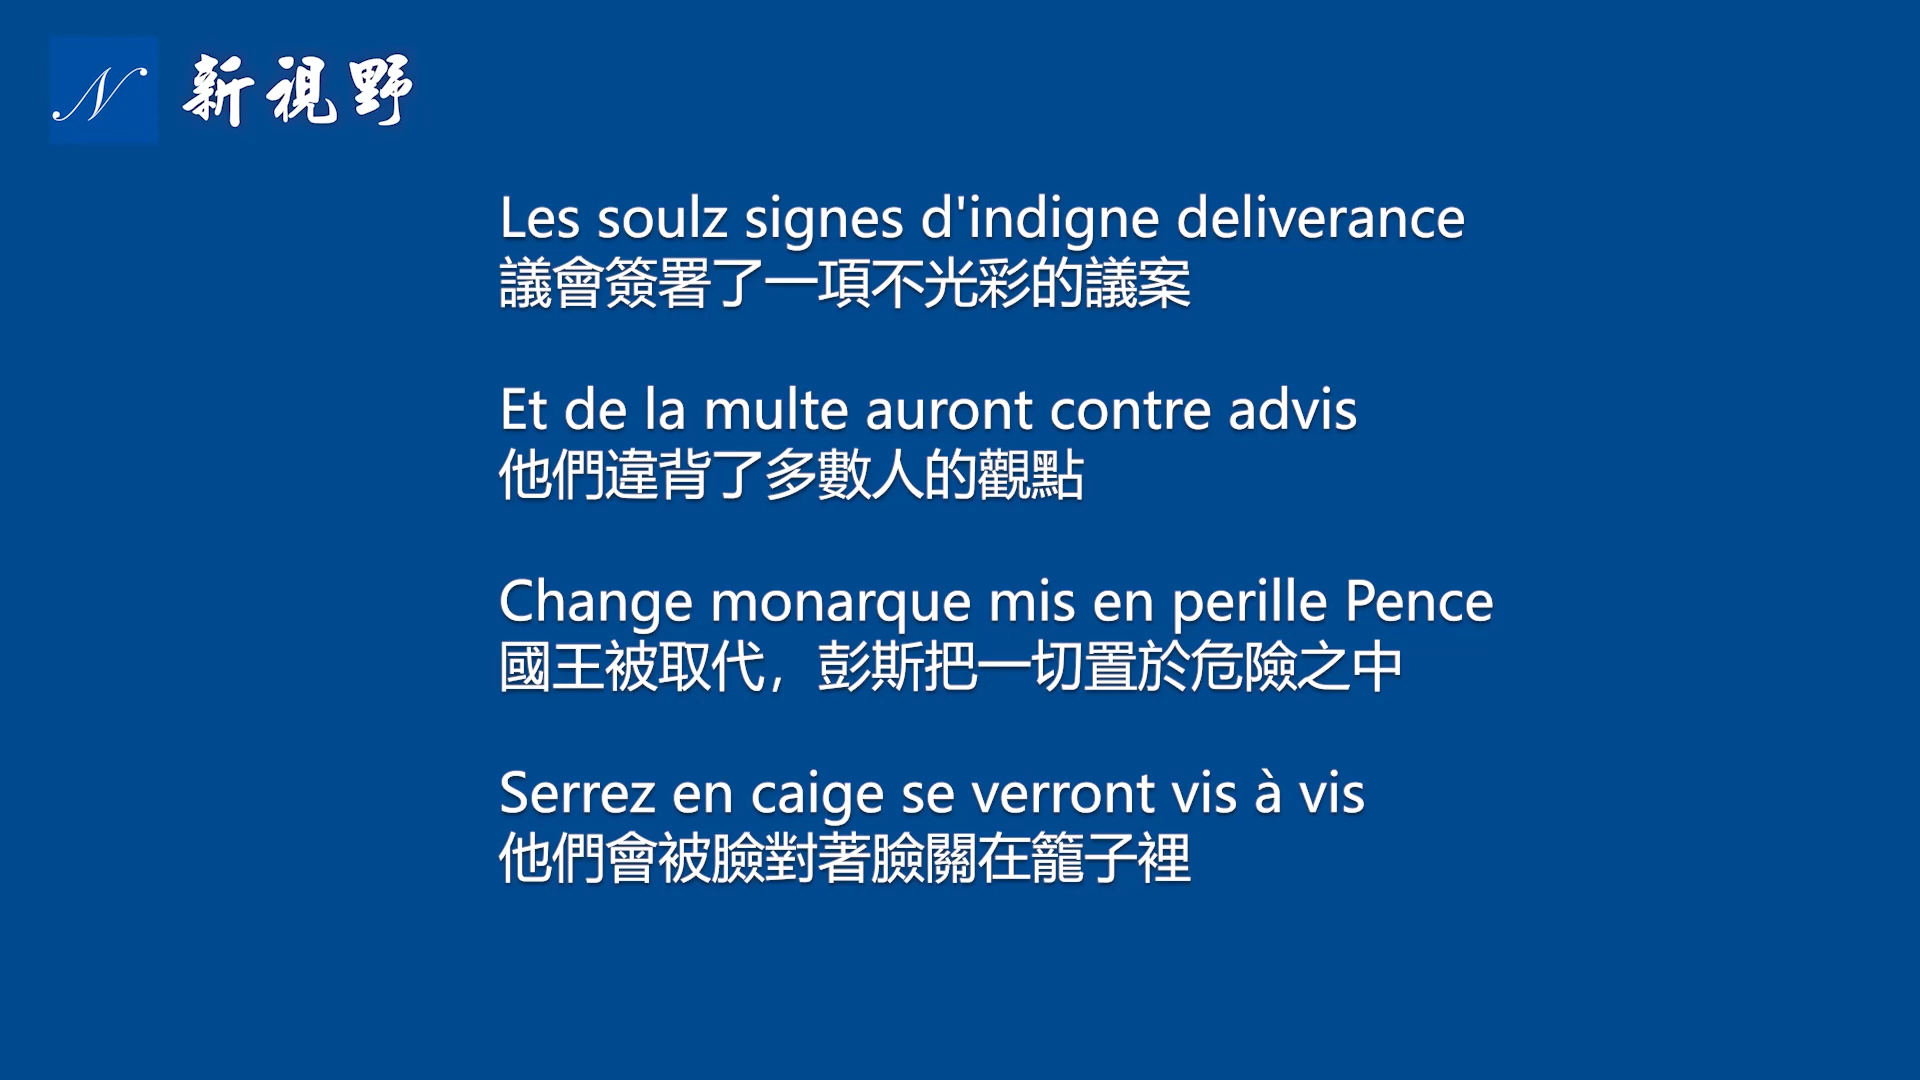 N 新視野
Les soulz signes d'indigne deliverance
議會簽署了一項不光彩的議案
Et de la multe auront contre advis
他們違背了多數人的觀點
Change monarque mis en perille Pence
國王被取代，彭斯把一切置於危險之中
Serrez en caige se verront vis à vis
他們會被臉對著臉關在籠子裡